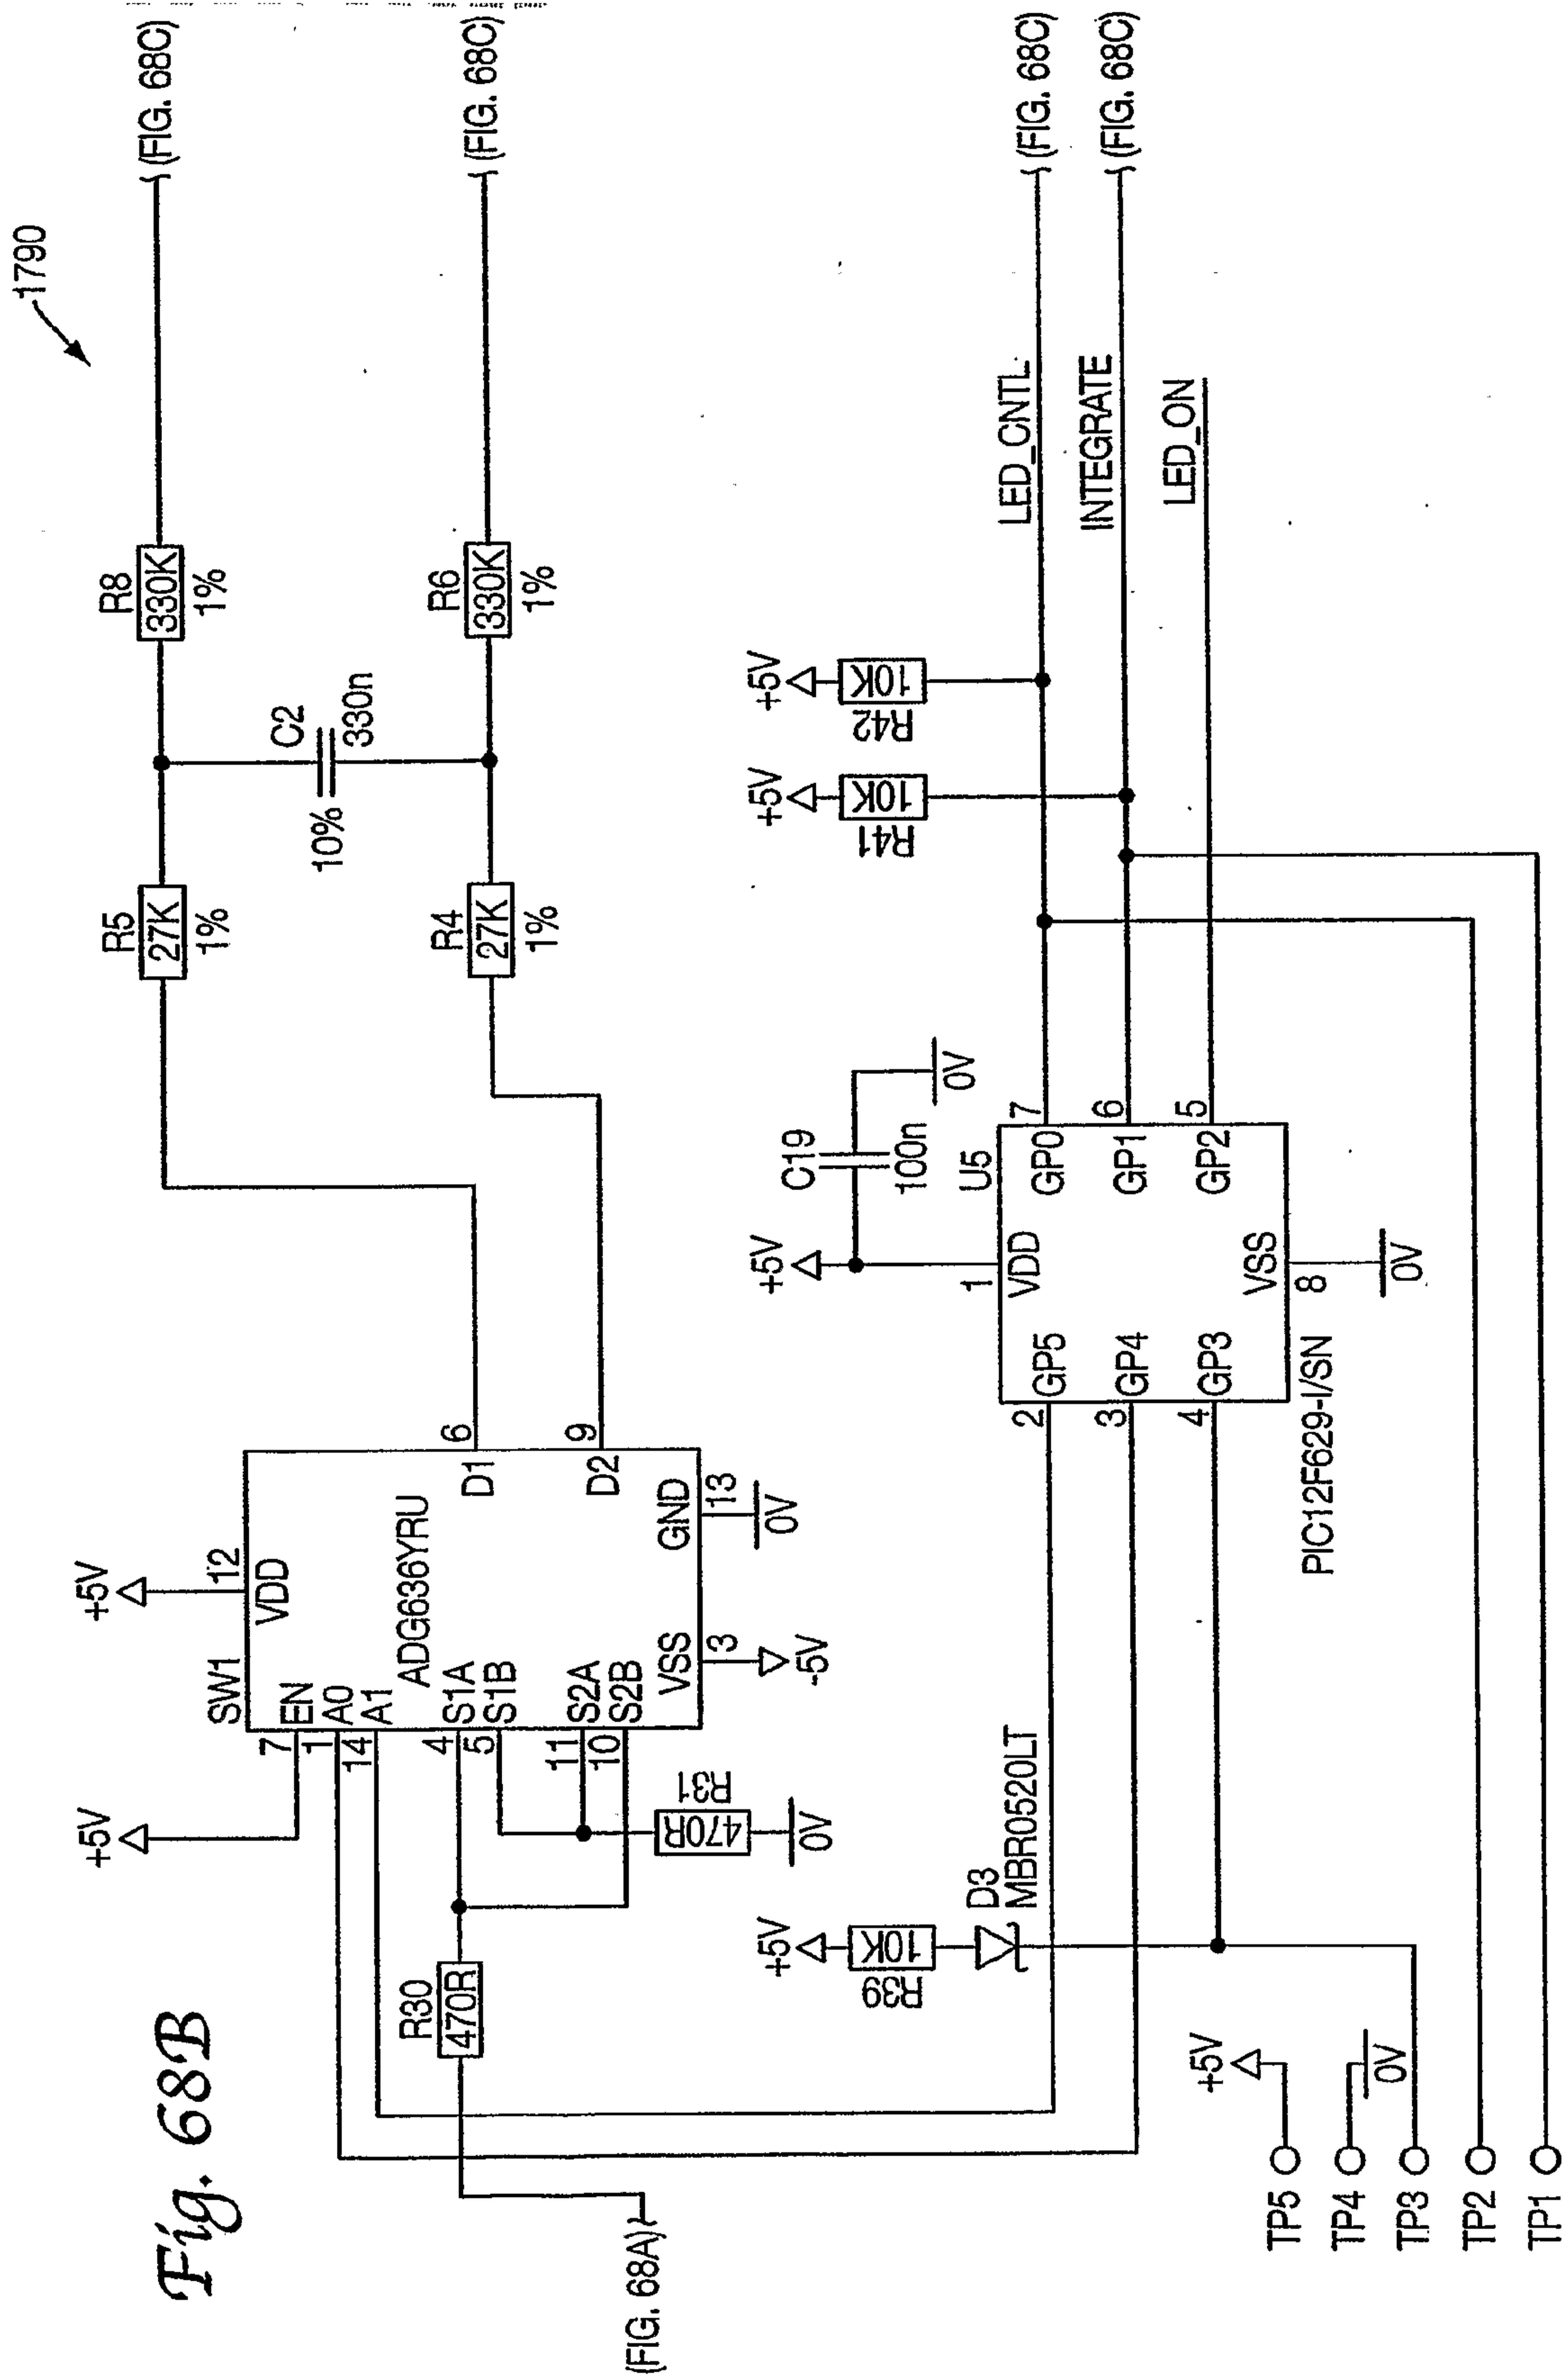 Fig. 68B
1790
(FIG. 68A)
(FIG. 68C)
(FIG. 68C)
(FIG. 68C)
(FIG. 68C)
+5V
+5V
SW1
12
VDD
7
EN
1
A0
14
A1
ADG636YRU
4
S1A
5
S1B
11
S2A
10
S2B
VSS
3
-5V
GND
13
0V
D1
6
D2
9
R30
470R
R31
470R
0V
R5
27K
1%
R4
27K
1%
C2
10%
330n
R8
330K
1%
R6
330K
1%
+5V
R39
10K
D3
MBR0520LT
+5V
C19
100n
0V
U5
1
VDD
2
GP5
3
GP4
4
GP3
GP0
7
GP1
6
GP2
5
VSS
8
0V
PIC12F629-I/SN
+5V
R41
10K
+5V
R42
10K
LED_CNTL
INTEGRATE
LED_ON
+5V
0V
TP5
TP4
TP3
TP2
TP1